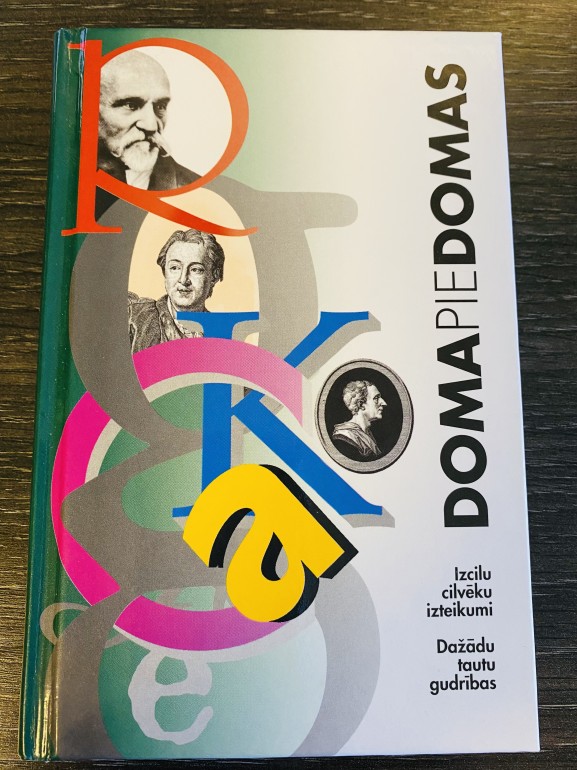 DOMAPIEDOMAS
Izcilu
cilvēku
izteikumi
Dažādu
tautu
gudrības
R
K
a
e
e